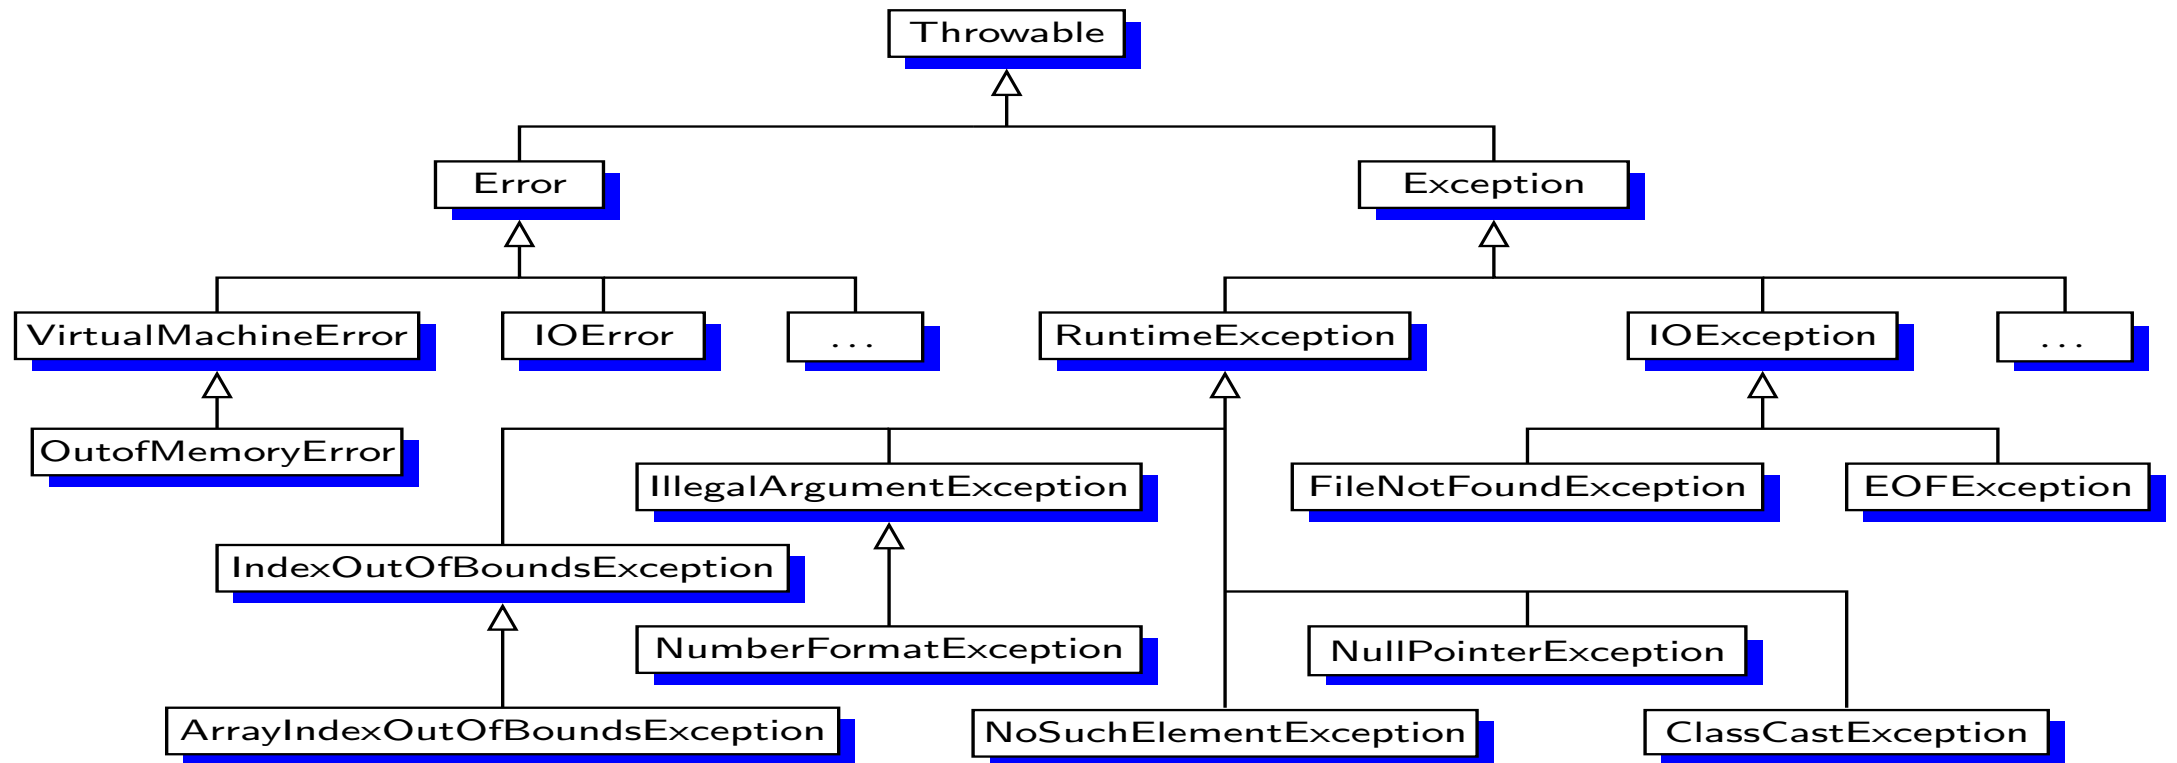 Throwable
Error
Exception
VirtualMachineError
IOError
...
RuntimeException
IOException
...
OutofMemoryError
IllegalArgumentException
FileNotFoundException
EOFException
IndexOutOfBoundsException
NumberFormatException
NullPointerException
ArrayIndexOutOfBoundsException
NoSuchElementException
ClassCastException